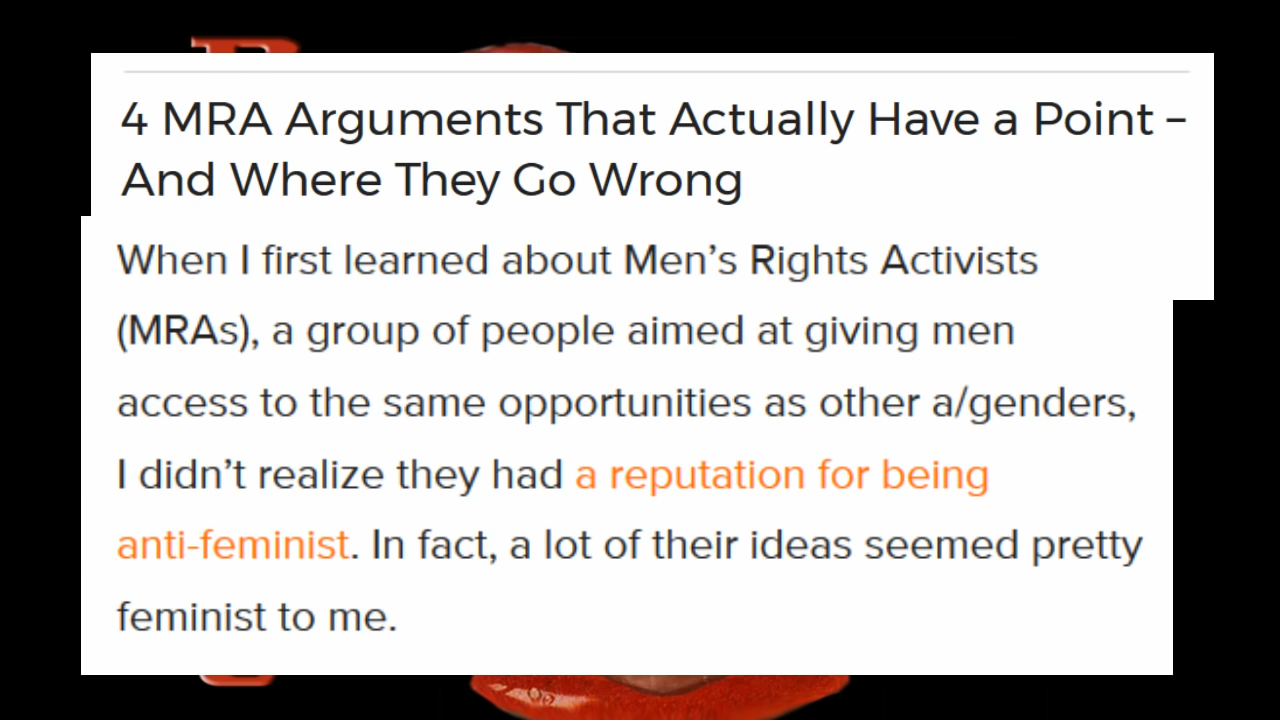 4 MRA Arguments That Actually Have a Point –
And Where They Go Wrong
When I first learned about Men’s Rights Activists
(MRAs), a group of people aimed at giving men
access to the same opportunities as other a/genders,
I didn’t realize they had a reputation for being
anti-feminist. In fact, a lot of their ideas seemed pretty
feminist to me.